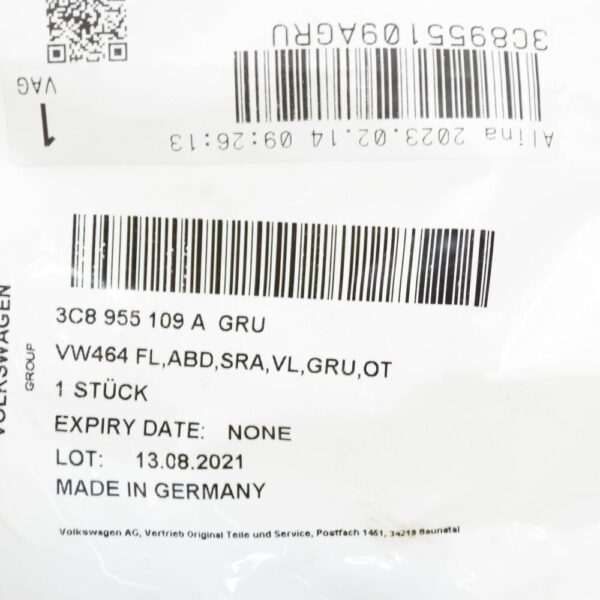 3C8955109AGRU
VAG
1
Alina 2023.02.14 09:26:13
VOLKSWAGEN
GROUP
3C8 955 109 A GRU
VW464 FL,ABD,SRA,VL,GRU,OT
1 STÜCK
EXPIRY DATE: NONE
LOT: 13.08.2021
MADE IN GERMANY
Volkswagen AG, Vertrieb Original Teile und Service, Postfach 1451, 34219 Baunatal